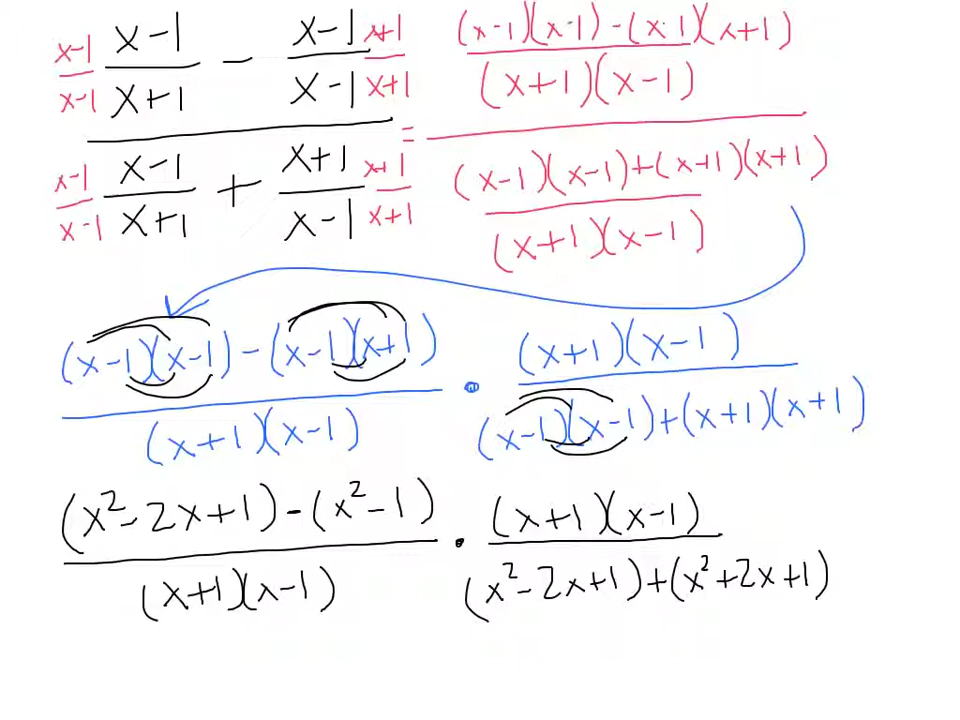 x-1/x-1 x-1/x+1 - x-1/x-1 x+1/x+1 = (x-1)(x-1)-(x-1)(x+1)/(x+1)(x-1)
x-1/x-1 x-1/x+1 + x+1/x-1 x+1/x+1 (x-1)(x-1)+(x+1)(x+1)/(x+1)(x-1)
(x-1)(x-1)-(x-1)(x+1)/(x+1)(x-1) · (x+1)(x-1)/(x-1)(x-1)+(x+1)(x+1)
(x²-2x+1)-(x²-1)/(x+1)(x-1) · (x+1)(x-1)/(x²-2x+1)+(x²+2x+1)